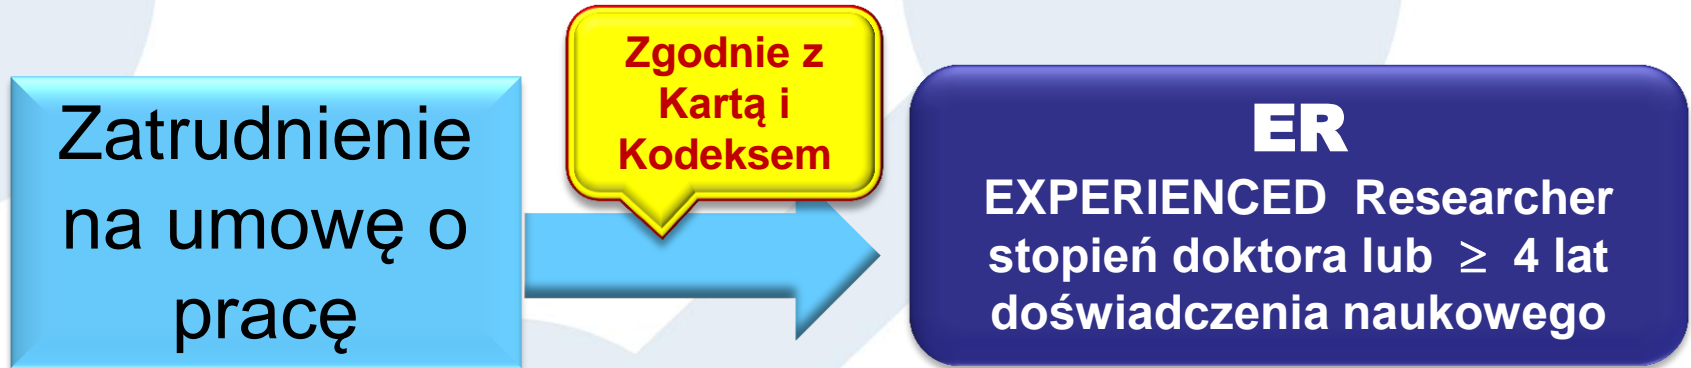 Zatrudnienie
na umowę o
pracę
Zgodnie z
Kartą i
Kodeksem
ER
EXPERIENCED Researcher
stopień doktora lub ≥ 4 lat
doświadczenia naukowego